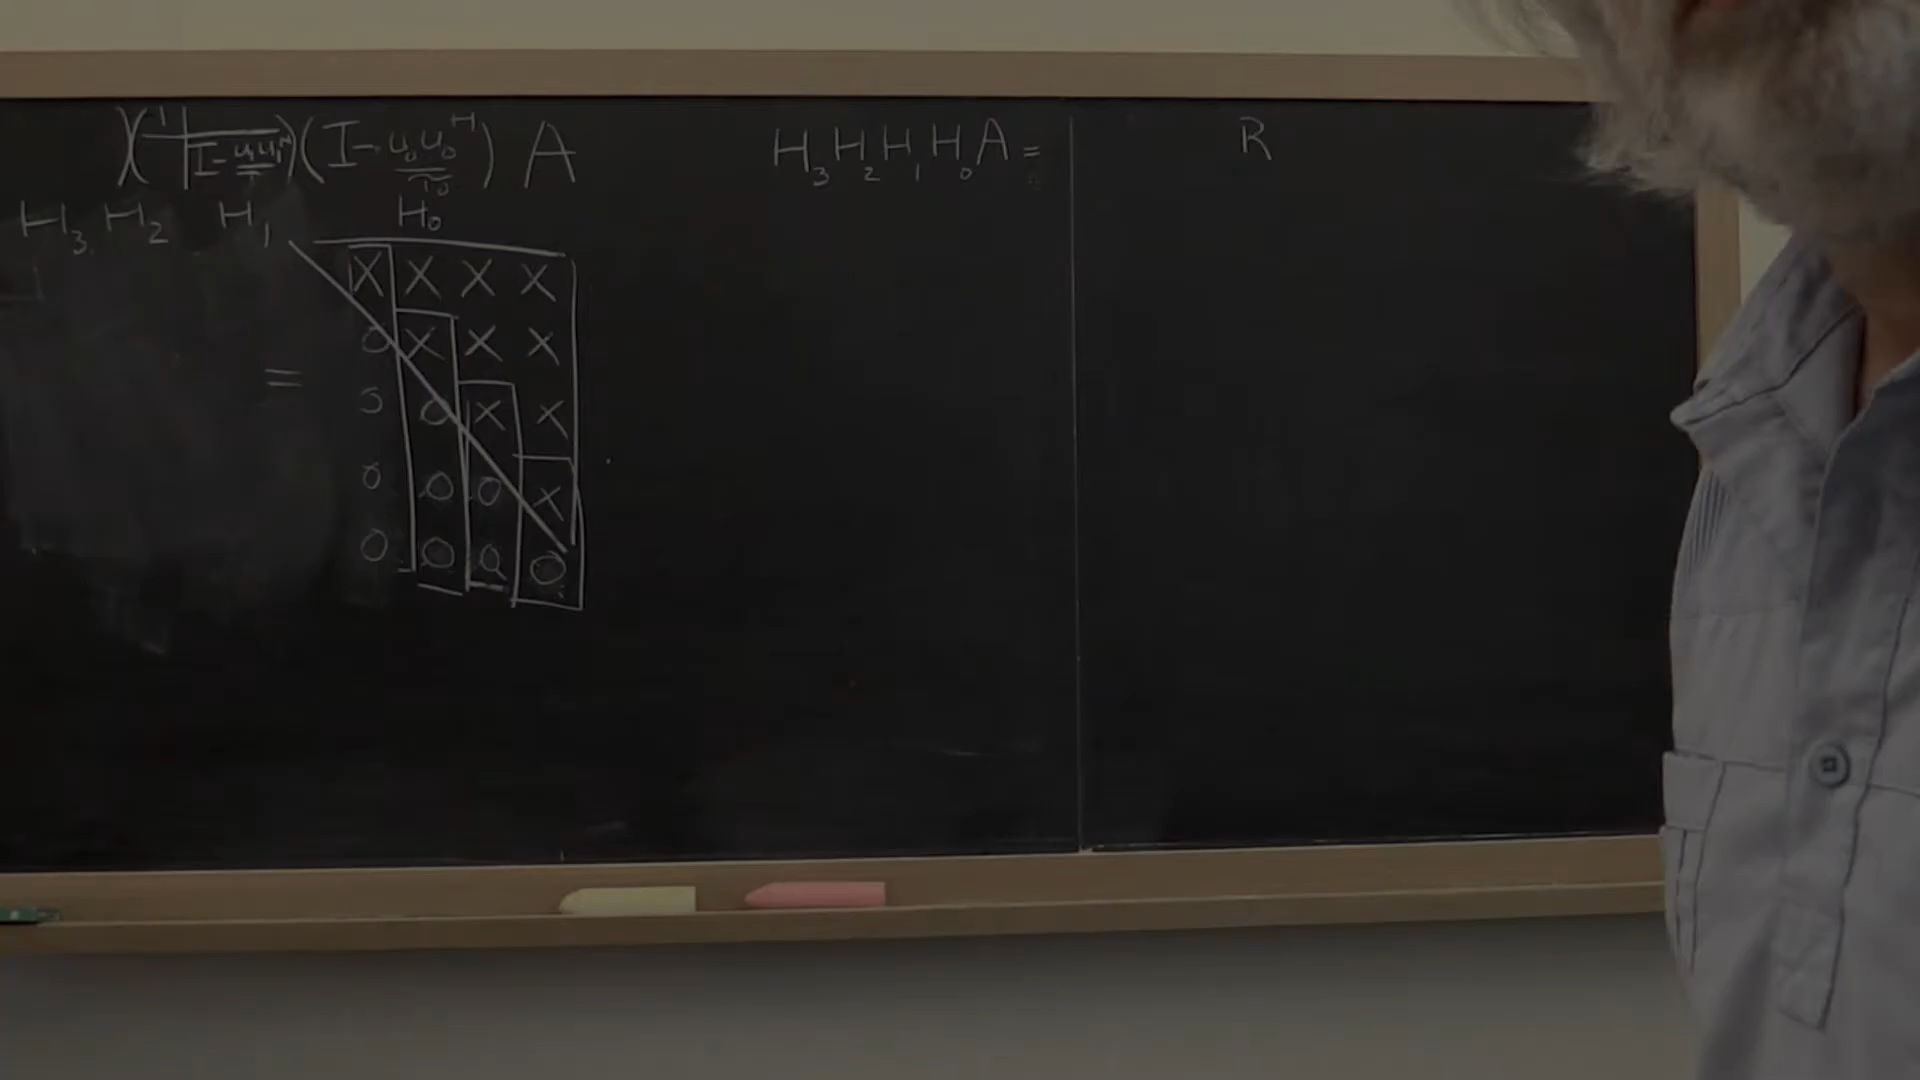 )( 1 | I - u₁u₁ᴴ/τ₁ )( I - u₀u₀ᴴ/τ₀ ) A
H₃ H₂ H₁ H₀
X X X X
0 X X X
= 0 0 X X
0 0 0 X
0 0 0 0
H₃H₂H₁H₀A = R